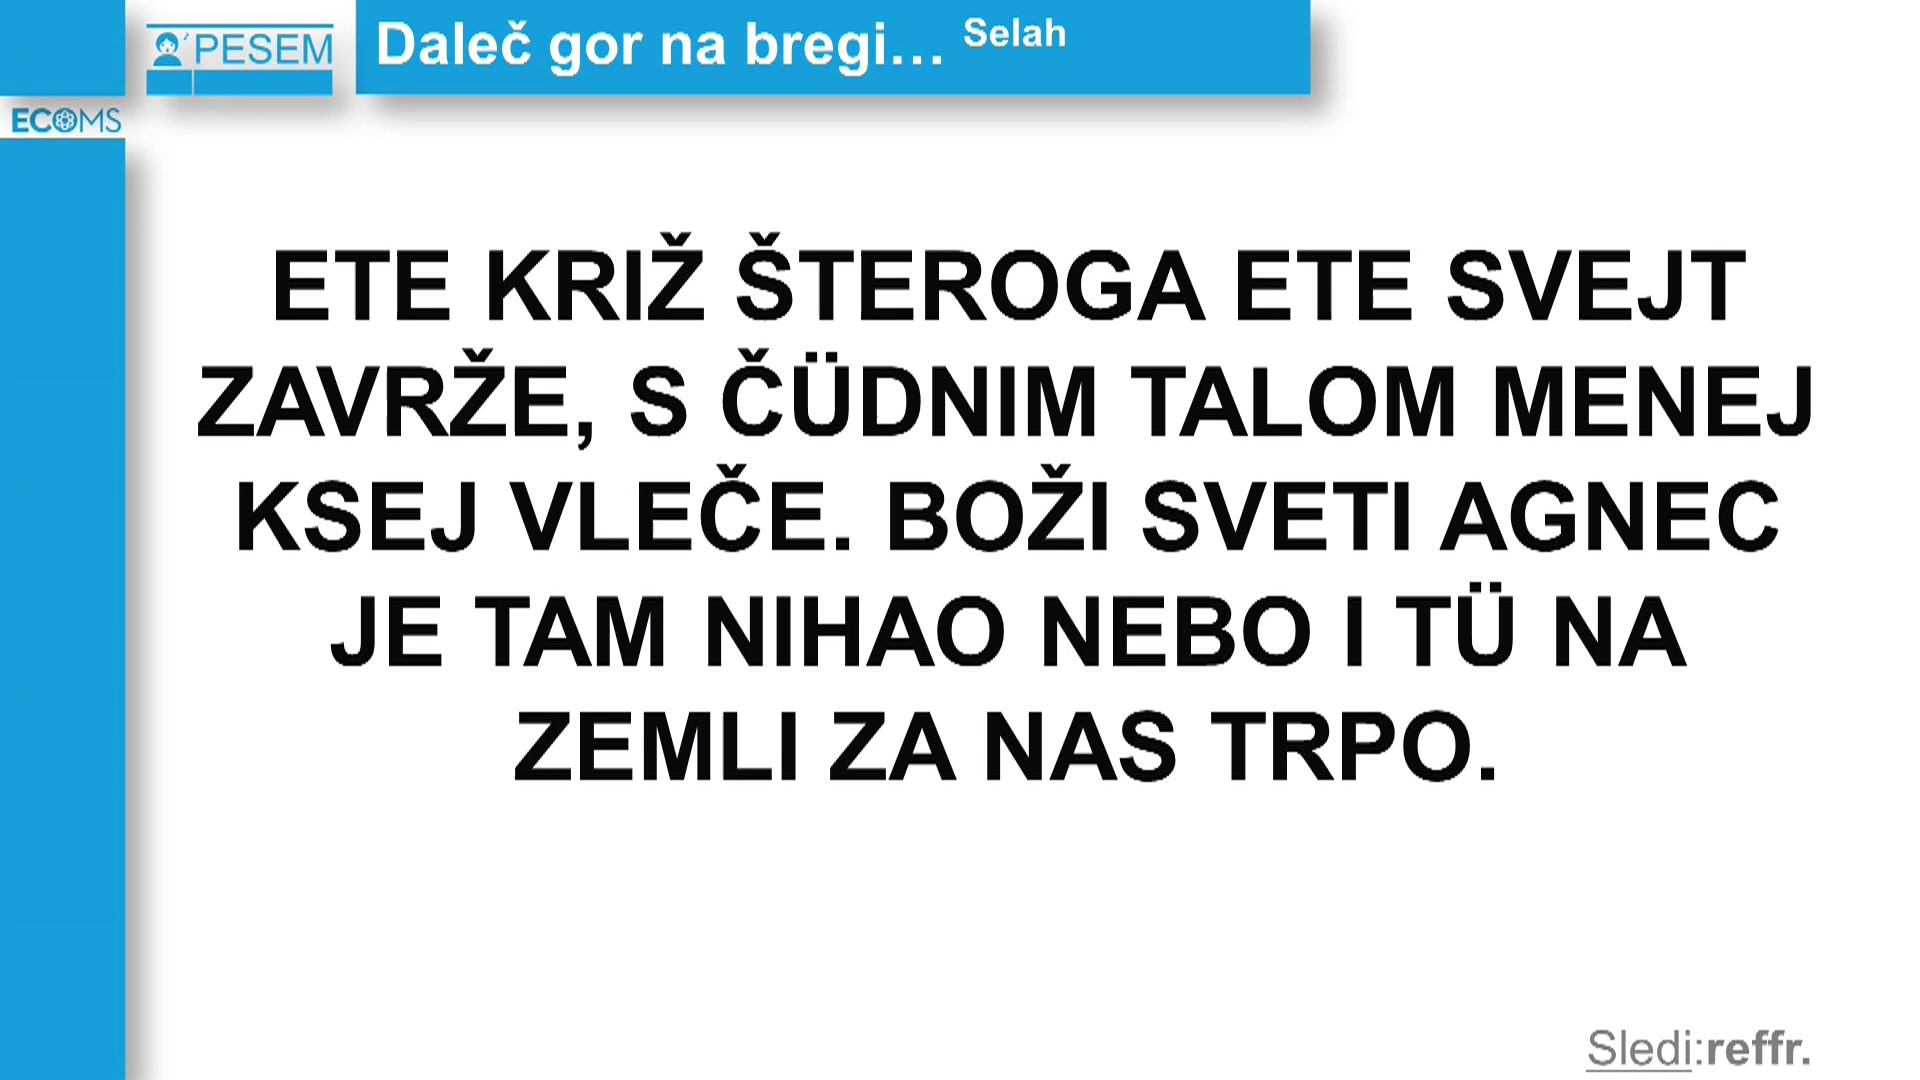 PESEM
Daleč gor na bregi... Selah
ECOMS
ETE KRIŽ ŠTEROGA ETE SVEJT
ZAVRŽE, S ČÜDNIM TALOM MENEJ
KSEJ VLEČE. BOŽI SVETI AGNEC
JE TAM NIHAO NEBO I TÜ NA
ZEMLI ZA NAS TRPO.
Sledi:reffr.